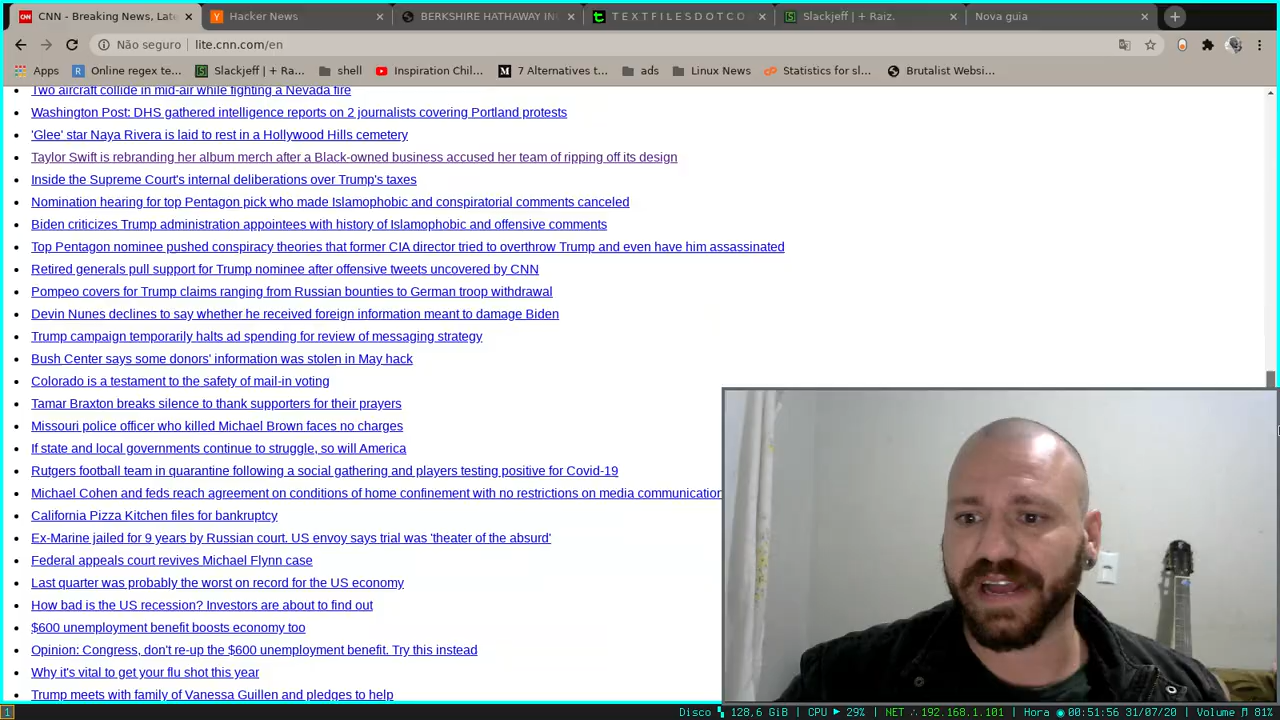 CNN - Breaking News, Late
Hacker News
BERKSHIRE HATHAWAY IN
T E X T F I L E S D O T C O
Slackjeff | + Raiz.
Nova guia
Não seguro
lite.cnn.com/en
Apps
Online regex te…
Slackjeff | + Ra…
shell
Inspiration Chil…
7 Alternatives t…
ads
Linux News
Statistics for sl…
Brutalist Websi…
Two aircraft collide in mid-air while fighting a Nevada fire
Washington Post: DHS gathered intelligence reports on 2 journalists covering Portland protests
'Glee' star Naya Rivera is laid to rest in a Hollywood Hills cemetery
Taylor Swift is rebranding her album merch after a Black-owned business accused her team of ripping off its design
Inside the Supreme Court's internal deliberations over Trump's taxes
Nomination hearing for top Pentagon pick who made Islamophobic and conspiratorial comments canceled
Biden criticizes Trump administration appointees with history of Islamophobic and offensive comments
Top Pentagon nominee pushed conspiracy theories that former CIA director tried to overthrow Trump and even have him assassinated
Retired generals pull support for Trump nominee after offensive tweets uncovered by CNN
Pompeo covers for Trump claims ranging from Russian bounties to German troop withdrawal
Devin Nunes declines to say whether he received foreign information meant to damage Biden
Trump campaign temporarily halts ad spending for review of messaging strategy
Bush Center says some donors' information was stolen in May hack
Colorado is a testament to the safety of mail-in voting
Tamar Braxton breaks silence to thank supporters for their prayers
Missouri police officer who killed Michael Brown faces no charges
If state and local governments continue to struggle, so will America
Rutgers football team in quarantine following a social gathering and players testing positive for Covid-19
Michael Cohen and feds reach agreement on conditions of home confinement with no restrictions on media communication
California Pizza Kitchen files for bankruptcy
Ex-Marine jailed for 9 years by Russian court. US envoy says trial was 'theater of the absurd'
Federal appeals court revives Michael Flynn case
Last quarter was probably the worst on record for the US economy
How bad is the US recession? Investors are about to find out
$600 unemployment benefit boosts economy too
Opinion: Congress, don't re-up the $600 unemployment benefit. Try this instead
Why it's vital to get your flu shot this year
Trump meets with family of Vanessa Guillen and pledges to help
1
Disco 128,6 GiB | CPU 29% | NET 192.168.1.101 | Hora 00:51:56 31/07/20 | Volume 81%